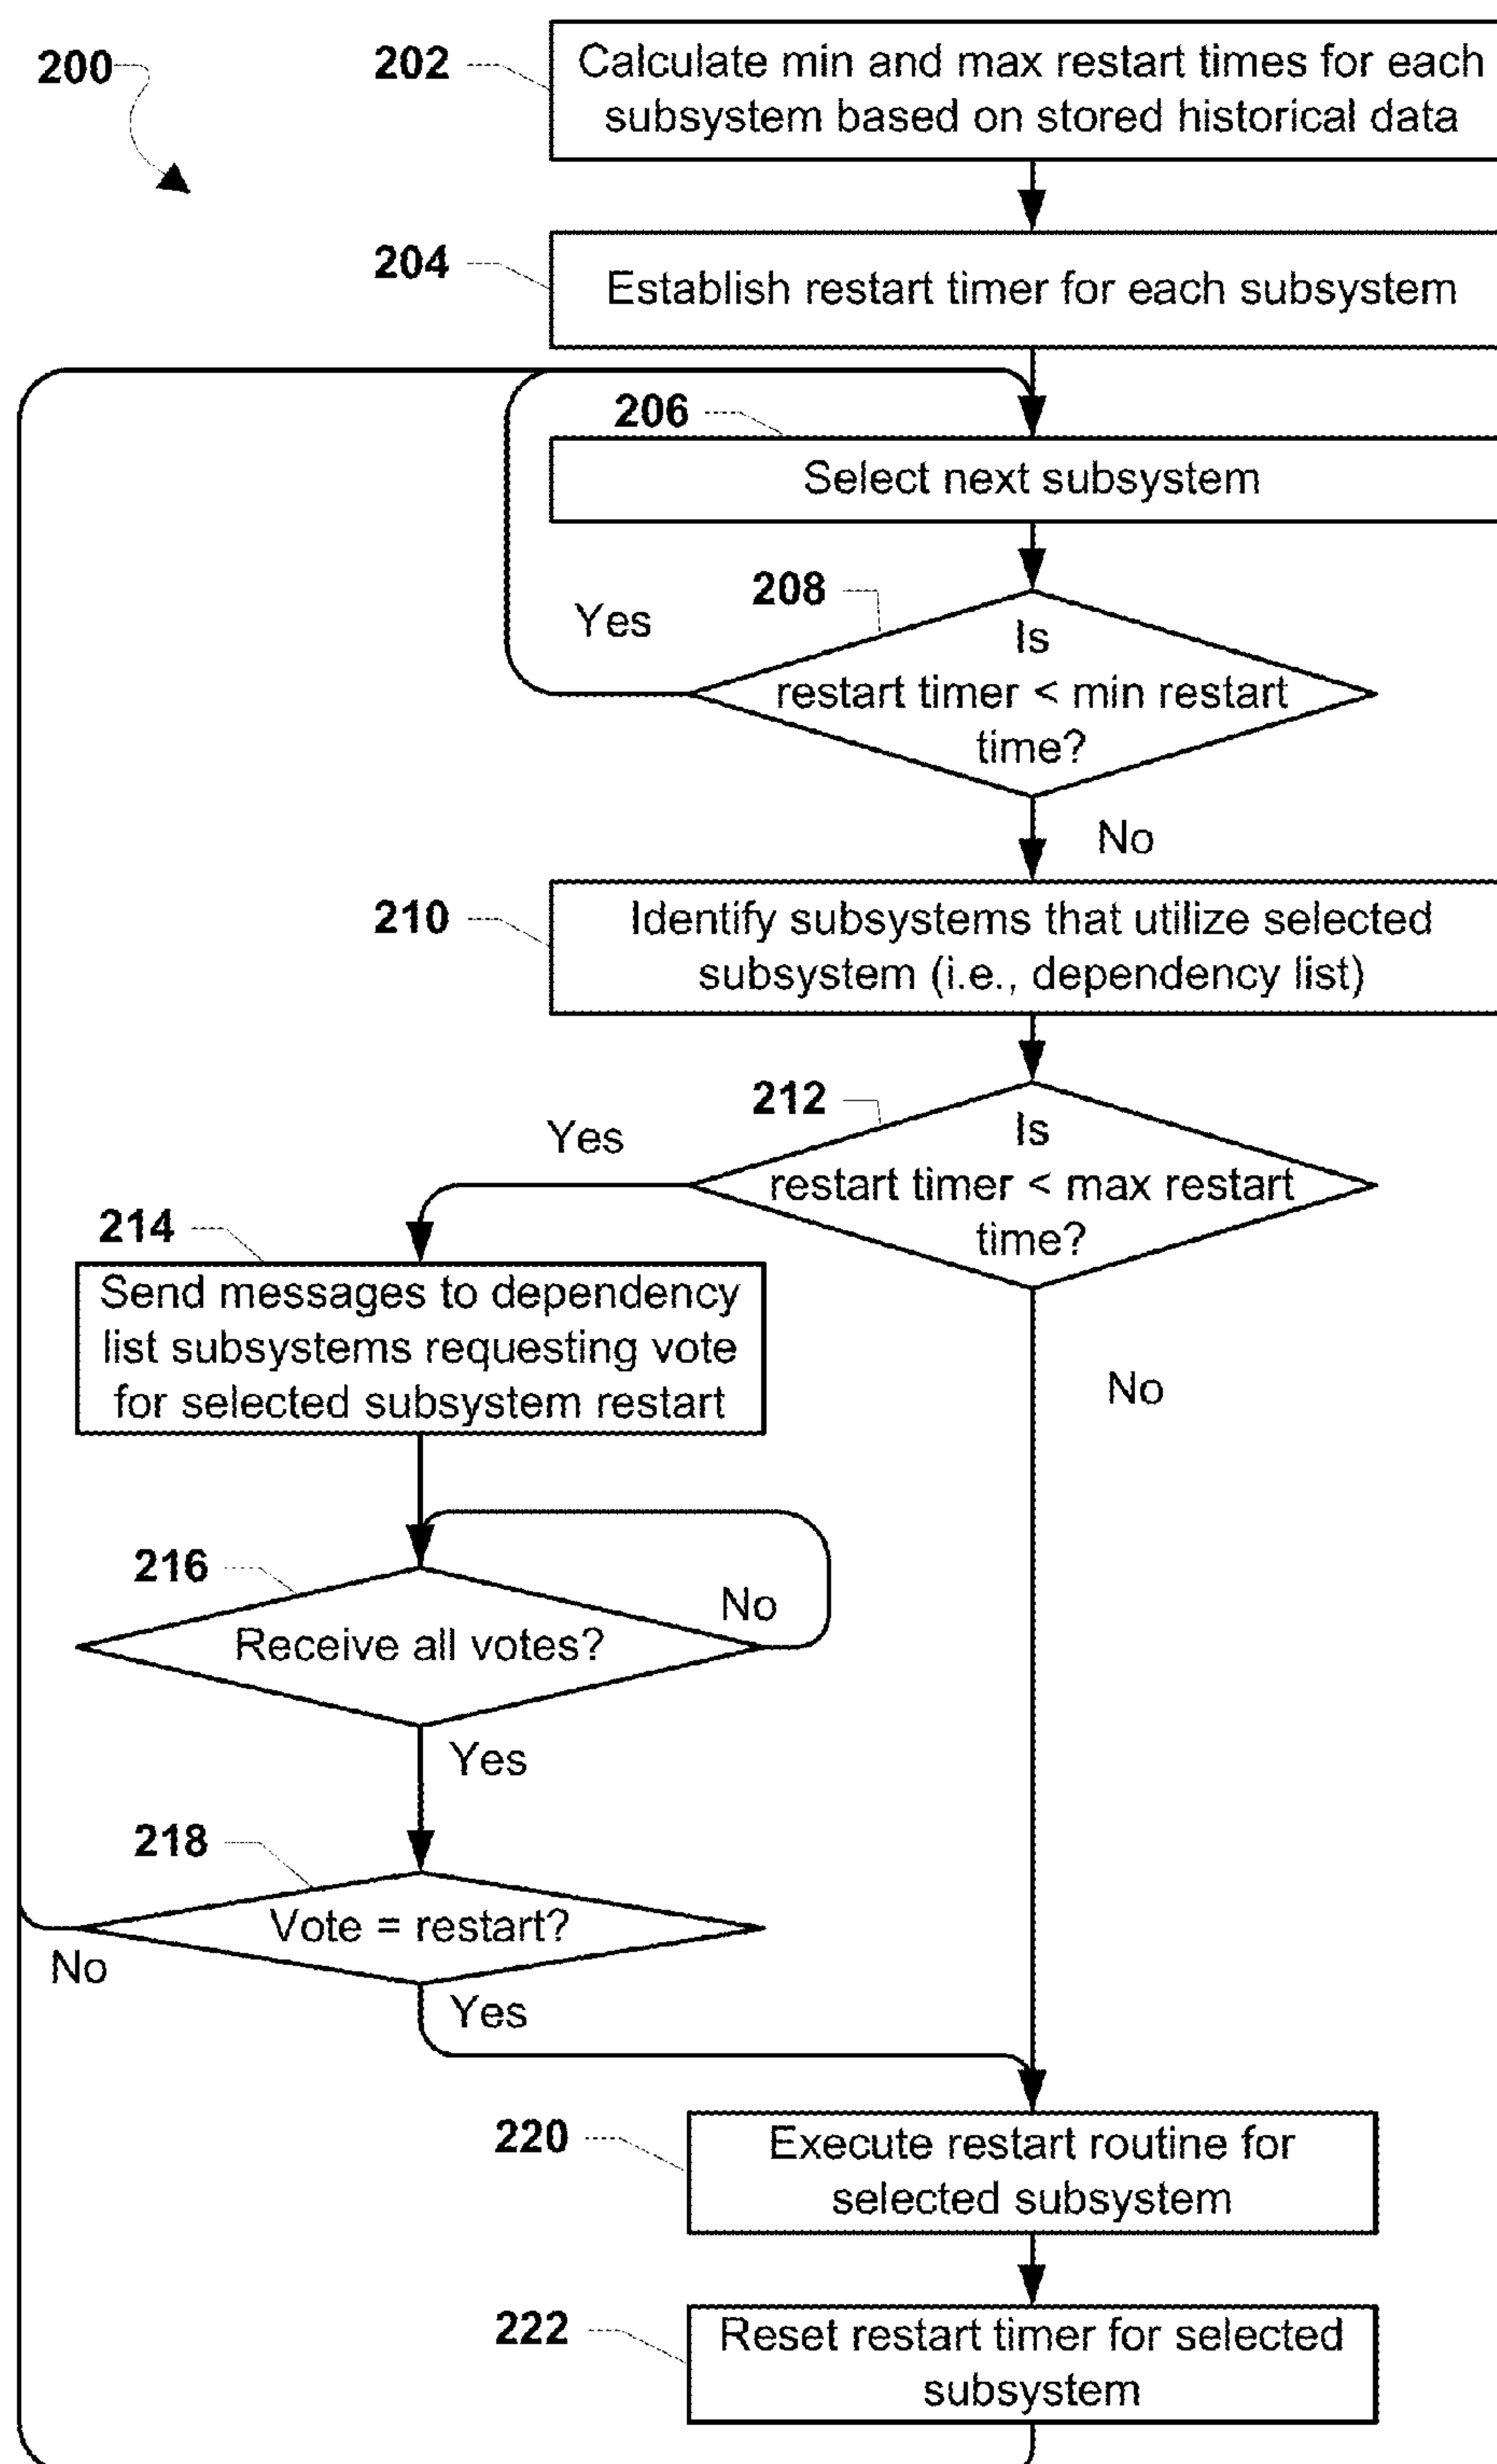 200
202
Calculate min and max restart times for each
subsystem based on stored historical data
204
Establish restart timer for each subsystem
206
Select next subsystem
208
Yes
Is
restart timer < min restart
time?
No
210
Identify subsystems that utilize selected
subsystem (i.e., dependency list)
212
Yes
Is
restart timer < max restart
time?
214
Send messages to dependency
list subsystems requesting vote
for selected subsystem restart
No
216
No
Receive all votes?
Yes
218
Vote = restart?
No
Yes
220
Execute restart routine for
selected subsystem
222
Reset restart timer for selected
subsystem